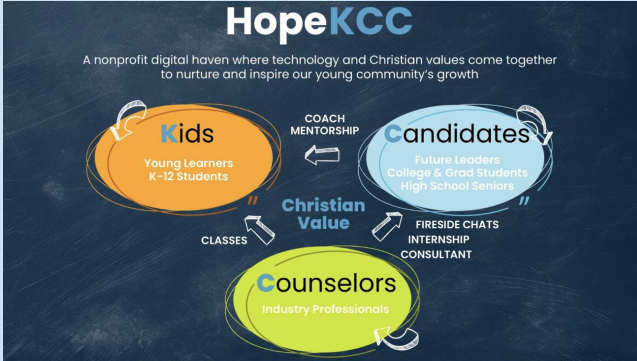 HopeKCC
A nonprofit digital haven where technology and Christian values come together
to nurture and inspire our young community's growth
Kids
Young Learners
K-12 Students
COACH
MENTORSHIP
Candidates
Future Leaders
College & Grad Students
High School Seniors
Christian
Value
CLASSES
FIRESIDE CHATS
INTERNSHIP
CONSULTANT
Counselors
Industry Professionals